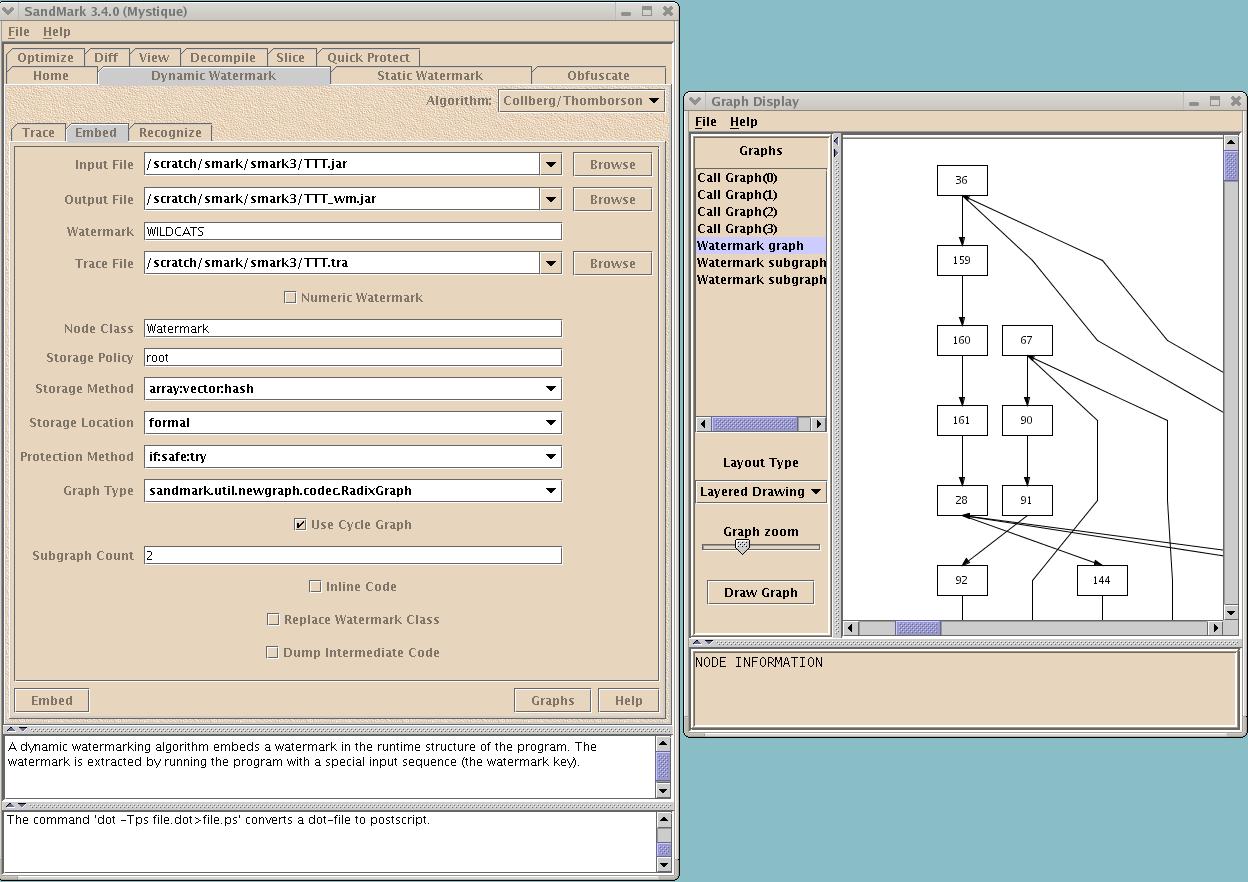 SandMark 3.4.0 (Mystique)
File Help
Optimize Diff View Decompile Slice Quick Protect
Home Dynamic Watermark Static Watermark Obfuscate
Algorithm: Collberg/Thomborson
Trace Embed Recognize
Input File /scratch/smark/smark3/TTT.jar Browse
Output File /scratch/smark/smark3/TTT_wm.jar Browse
Watermark WILDCATS
Trace File /scratch/smark/smark3/TTT.tra Browse
Numeric Watermark
Node Class Watermark
Storage Policy root
Storage Method array:vector:hash
Storage Location formal
Protection Method if:safe:try
Graph Type sandmark.util.newgraph.codec.RadixGraph
Use Cycle Graph
Subgraph Count 2
Inline Code
Replace Watermark Class
Dump Intermediate Code
Embed Graphs Help
A dynamic watermarking algorithm embeds a watermark in the runtime structure of the program. The
watermark is extracted by running the program with a special input sequence (the watermark key).
The command 'dot -Tps file.dot>file.ps' converts a dot-file to postscript.
Graph Display
File Help
Graphs
Call Graph(0)
Call Graph(1)
Call Graph(2)
Call Graph(3)
Watermark graph
Watermark subgraph
Watermark subgraph
Layout Type
Layered Drawing
Graph zoom
Draw Graph
36
159
160 67
161 90
28 91
92 144
NODE INFORMATION